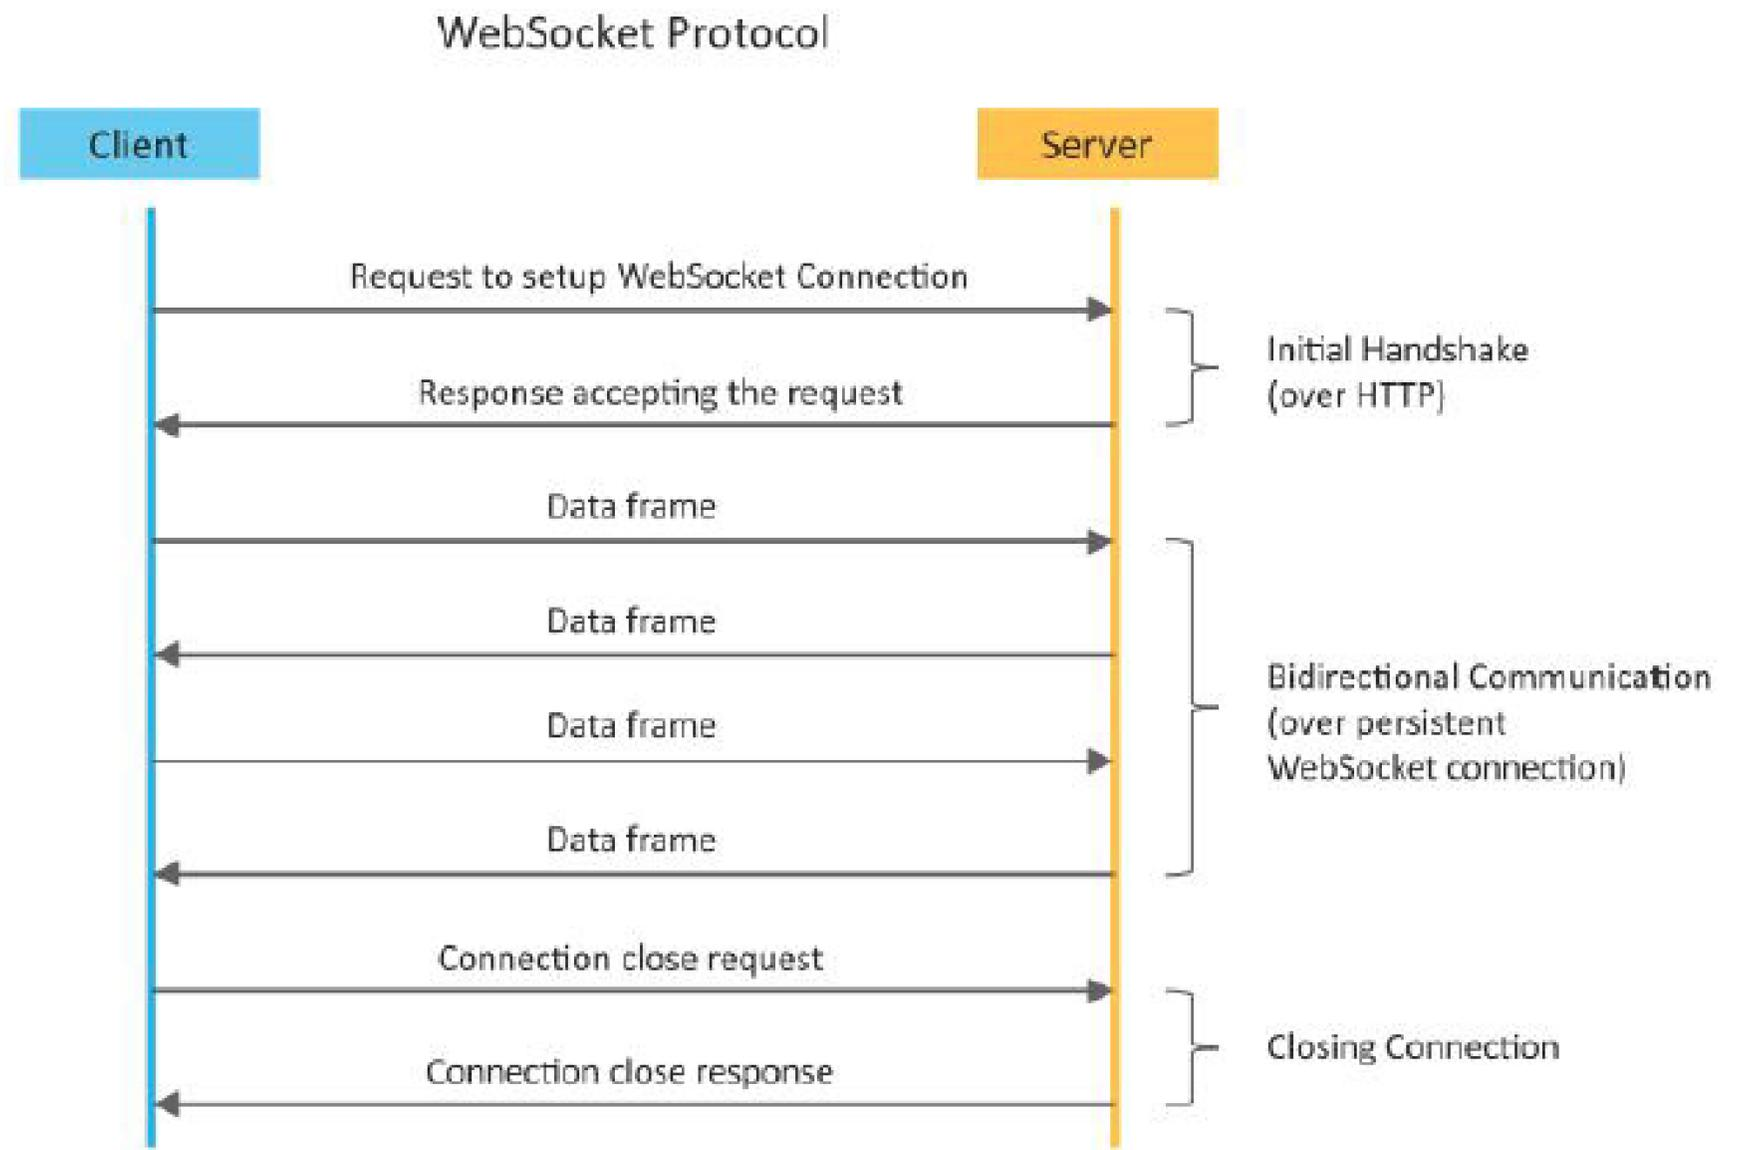 WebSocket Protocol
Client
Server
Request to setup WebSocket Connection
Response accepting the request
Initial Handshake
(over HTTP)
Data frame
Data frame
Data frame
Data frame
Bidirectional Communication
(over persistent
WebSocket connection)
Connection close request
Connection close response
Closing Connection